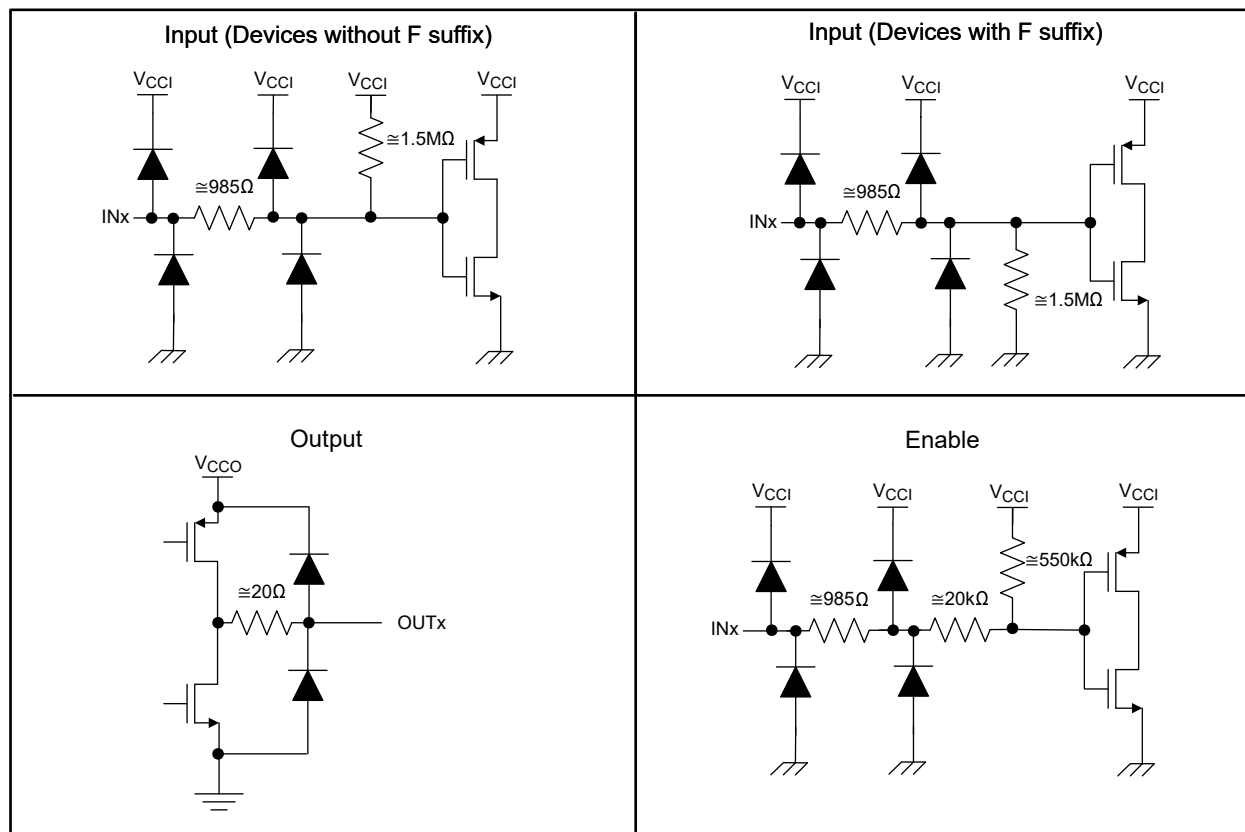 Input (Devices without F suffix)
VCCI VCCI VCCI VCCI
≅1.5MΩ
≅985Ω
INx
Input (Devices with F suffix)
VCCI VCCI VCCI
≅985Ω
INx
≅1.5MΩ
Output
VCCO
≅20Ω
OUTx
Enable
VCCI VCCI VCCI VCCI
≅550kΩ
≅985Ω ≅20kΩ
INx